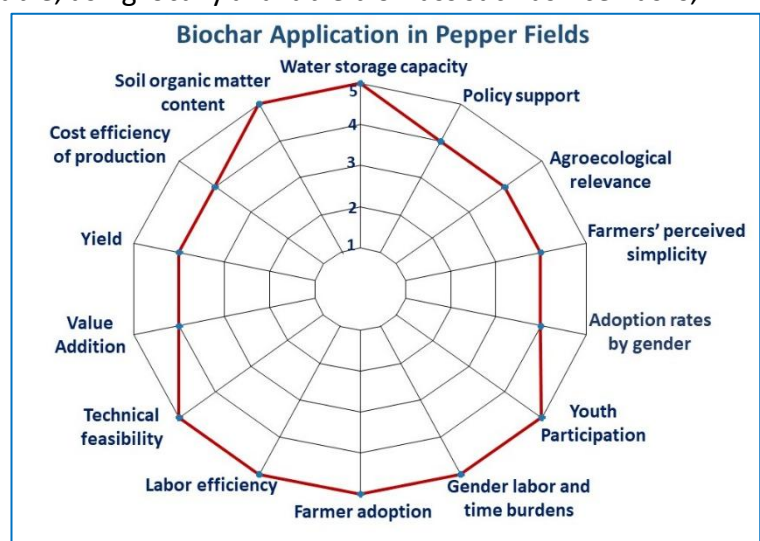 Biochar Application in Pepper Fields
Water storage capacity
Soil organic matter
content
Policy support
Cost efficiency
of production
Agroecological
relevance
Yield
Farmers’ perceived
simplicity
Value
Addition
Adoption rates
by gender
Technical
feasibility
Youth
Participation
Labor efficiency
Farmer adoption
Gender labor and
time burdens
5
4
3
2
1